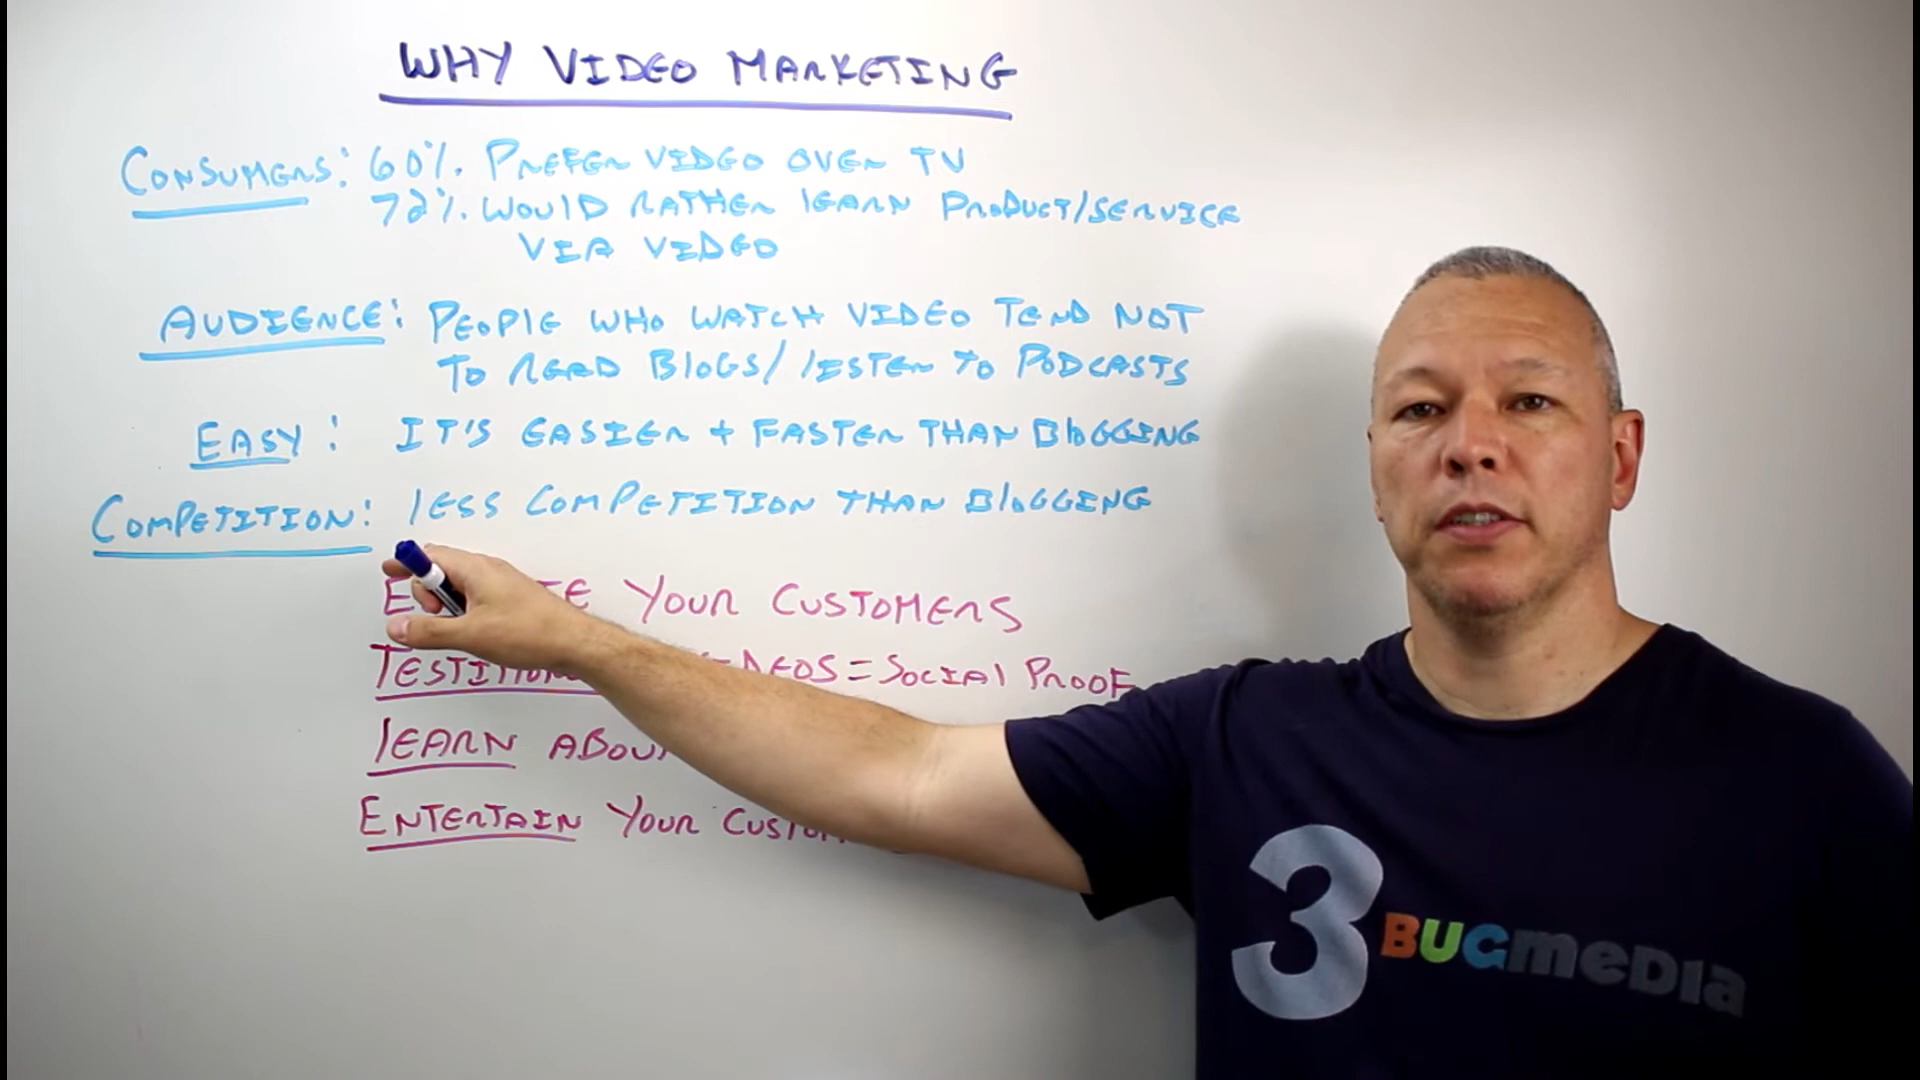 WHY VIDEO MARKETING
CONSUMERS: 60% PREFER VIDEO OVER TV
72% WOULD RATHER LEARN PRODUCT/SERVICE
VIA VIDEO
AUDIENCE: PEOPLE WHO WATCH VIDEO TEND NOT
TO READ BLOGS/LISTEN TO PODCASTS
EASY: IT'S EASIER + FASTER THAN BLOGGING
COMPETITION: LESS COMPETITION THAN BLOGGING
YOUR CUSTOMERS
= SOCIAL PROOF
LEARN
ENTERTAIN YOUR
3 BUGMEDIA